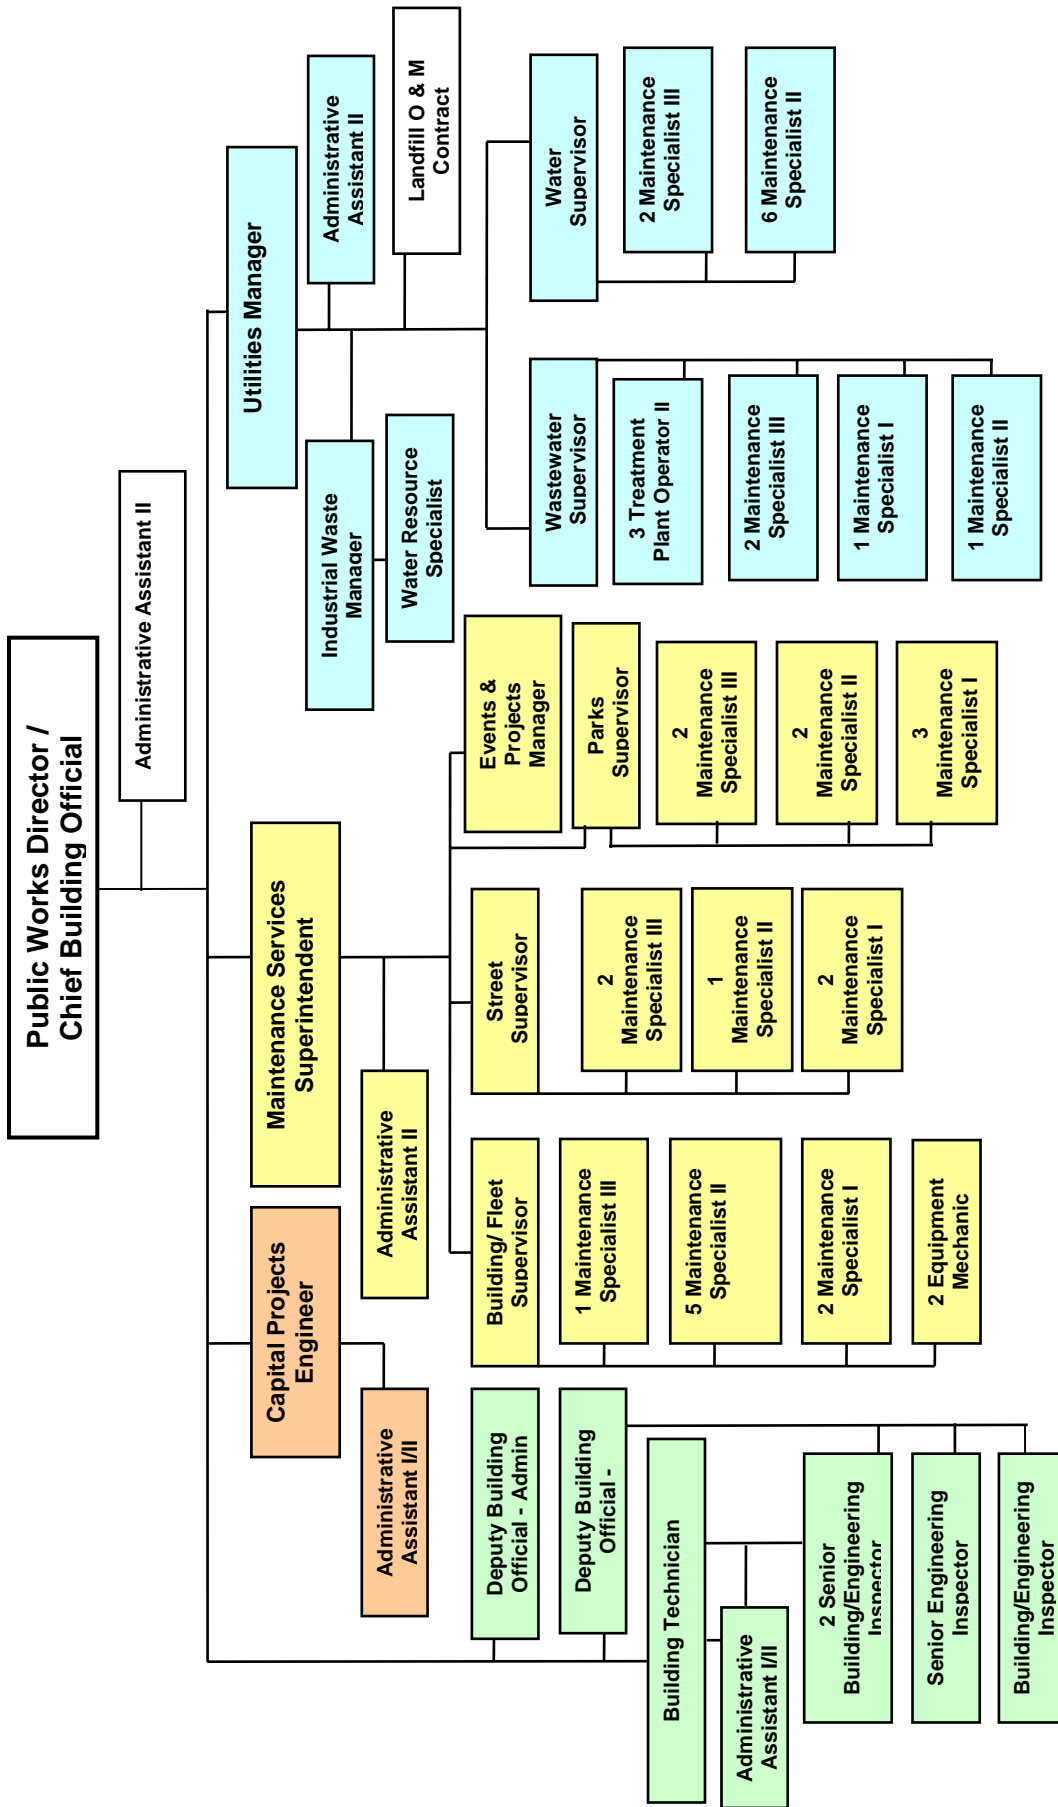 Public Works Director /
Chief Building Official
Administrative Assistant II
Capital Projects
Engineer
Administrative
Assistant I/II
Maintenance Services
Superintendent
Administrative
Assistant II
Utilities Manager
Administrative
Assistant II
Landfill O & M
Contract
Industrial Waste
Manager
Water Resource
Specialist
Deputy Building
Official - Admin
Deputy Building
Official -
Building Technician
Administrative
Assistant I/II
2 Senior
Building/Engineering
Inspector
Senior Engineering
Inspector
Building/Engineering
Inspector
Building/ Fleet
Supervisor
1 Maintenance
Specialist III
5 Maintenance
Specialist II
2 Maintenance
Specialist I
2 Equipment
Mechanic
Street
Supervisor
2
Maintenance
Specialist III
1
Maintenance
Specialist II
2
Maintenance
Specialist I
Events &
Projects
Manager
Parks
Supervisor
2
Maintenance
Specialist III
2
Maintenance
Specialist II
3
Maintenance
Specialist I
Wastewater
Supervisor
3 Treatment
Plant Operator II
2 Maintenance
Specialist III
1 Maintenance
Specialist I
1 Maintenance
Specialist II
Water
Supervisor
2 Maintenance
Specialist III
6 Maintenance
Specialist II